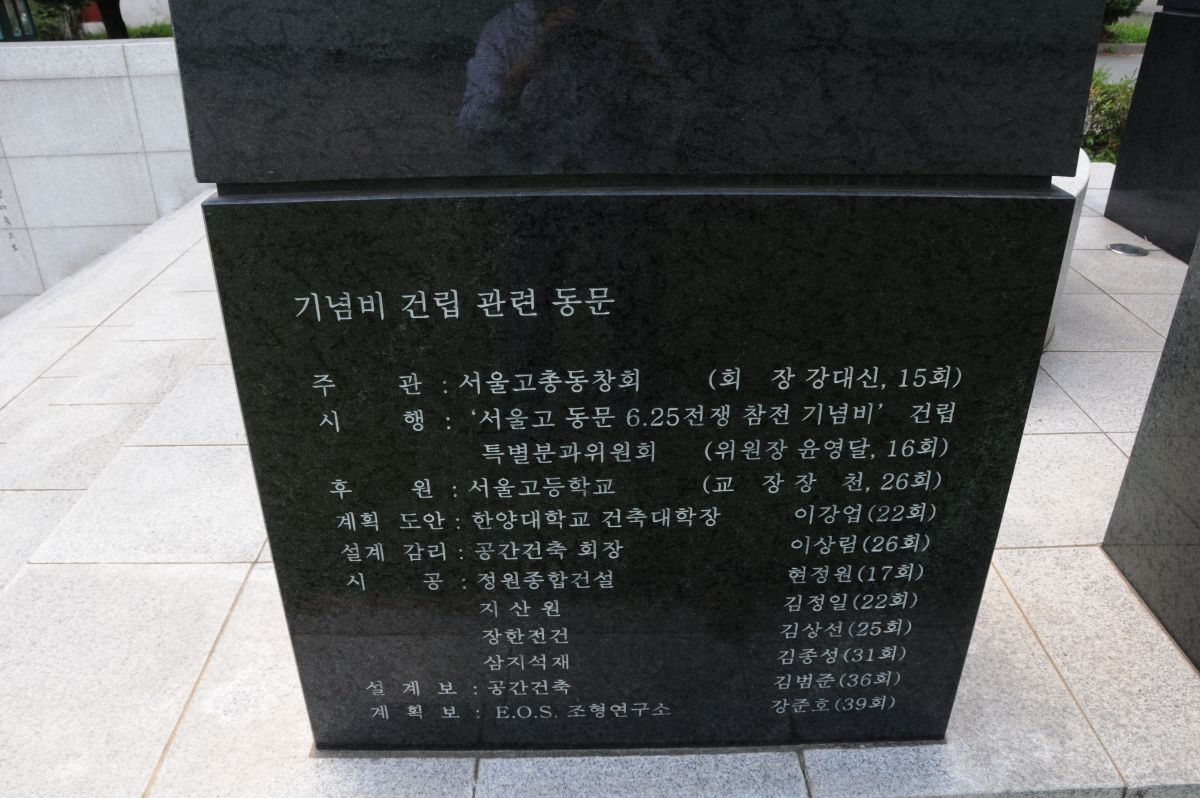 기념비 건립 관련 동문
주 관 : 서울고총동창회 (회 장 강대신, 15회)
시 행 : ‘서울고 동문 6.25전쟁 참전 기념비’ 건립
특별분과위원회 (위원장 윤영달, 16회)
후 원 : 서울고등학교 (교 장 장 천, 26회)
계획 도안 : 한양대학교 건축대학장 이강업(22회)
설계 감리 : 공간건축 회장 이상림(26회)
시 공 : 정원종합건설 현정원(17회)
지 산 원 김정일(22회)
장한전건 김상선(25회)
삼지석재 김종성(31회)
설 계 보 : 공간건축 김범준(36회)
계 획 보 : E.O.S. 조형연구소 강준호(39회)